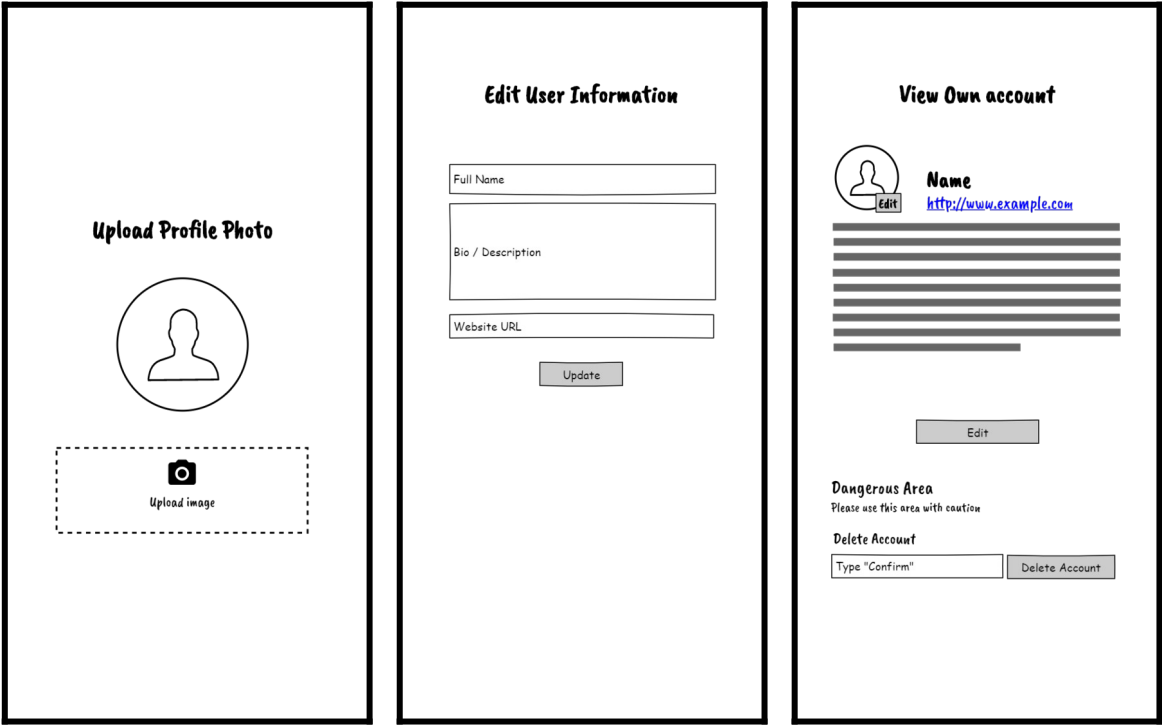 Upload Profile Photo
Upload image
Edit User Information
Full Name
Bio / Description
Website URL
Update
View Own account
Edit
Name
http://www.example.com
Edit
Dangerous Area
Please use this area with caution
Delete Account
Type "Confirm"
Delete Account